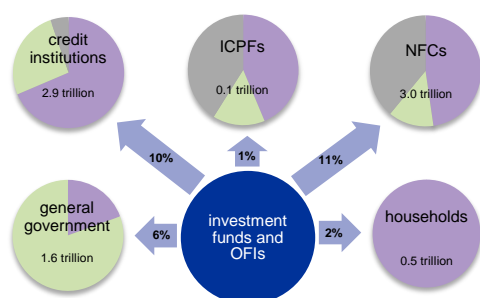 credit
institutions
2.9 trillion
ICPFs
0.1 trillion
NFCs
3.0 trillion
10%
1%
11%
general
government
1.6 trillion
6%
investment
funds and
OFIs
2%
households
0.5 trillion